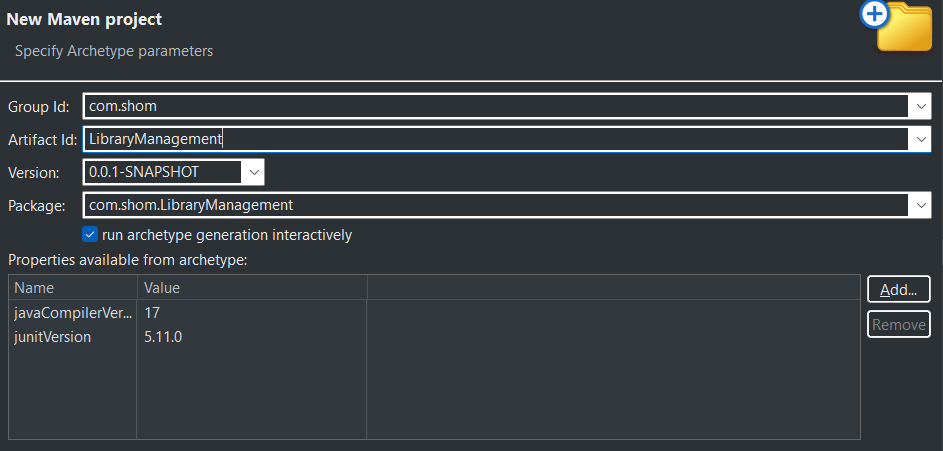 New Maven project
Specify Archetype parameters
Group Id: com.shom
Artifact Id: LibraryManagement
Version: 0.0.1-SNAPSHOT
Package: com.shom.LibraryManagement
run archetype generation interactively
Properties available from archetype:
Name Value
javaCompilerVer... 17
junitVersion 5.11.0
Add...
Remove